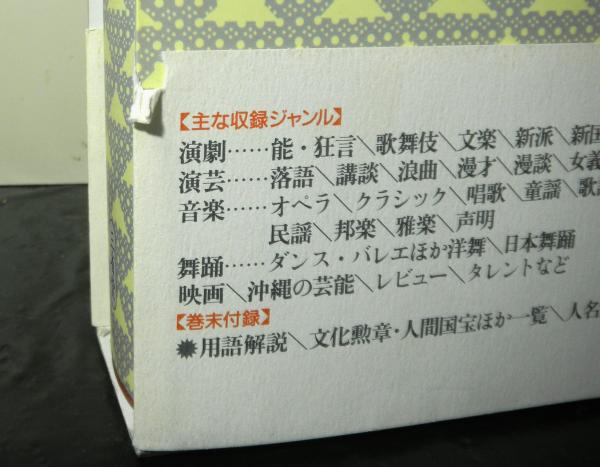 【主な収録ジャンル】
演劇……能・狂言\歌舞伎\文楽\新派\新国
演芸……落語\講談\浪曲\漫才\漫談\女義
音楽……オペラ\クラシック\唱歌\童謡\歌謡
民謡\邦楽\雅楽\声明
舞踊……ダンス・バレエほか洋舞\日本舞踊
映画\沖縄の芸能\レビュー\タレントなど
【巻末付録】
✹用語解説\文化勲章・人間国宝ほか一覧\人名